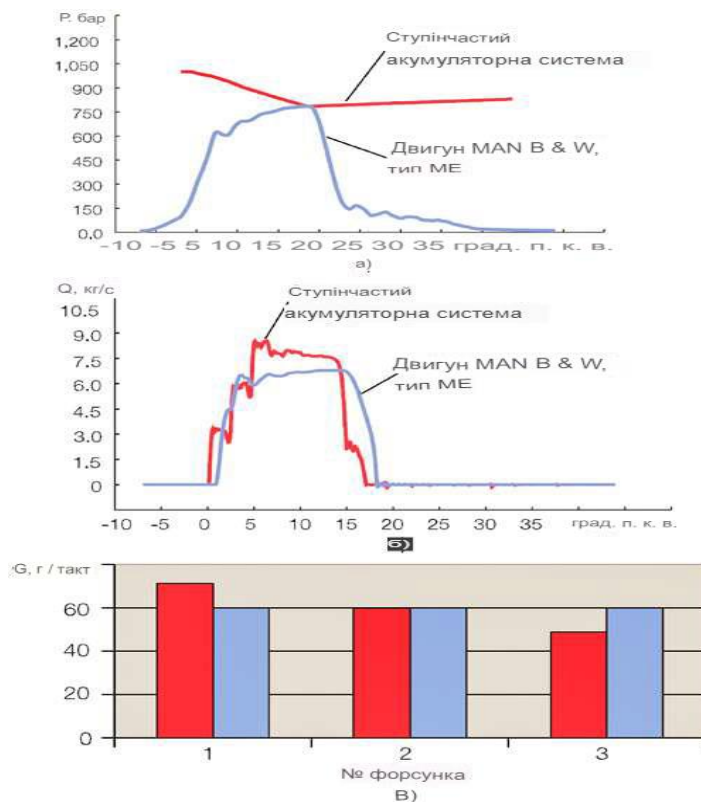 Р. бар
1,200
1,050
900
750
600
450
300
150
0.0
Ступінчастий
акумуляторна система
Двигун MAN B & W,
тип ME
-10 -5 5 10 15 20 25 30 35 град. п. к. в.
а)
Q, кг/с
10.5
9.0
7.5
6.0
4.5
3.0
1.5
0
Ступінчастий
акумуляторна система
Двигун MAN B & W,
тип ME
-10 -5 0 5 10 15 20 25 30 35 град. п. к. в.
б)
G, г / такт
60
40
20
0
1 2 3
№ форсунка
В)